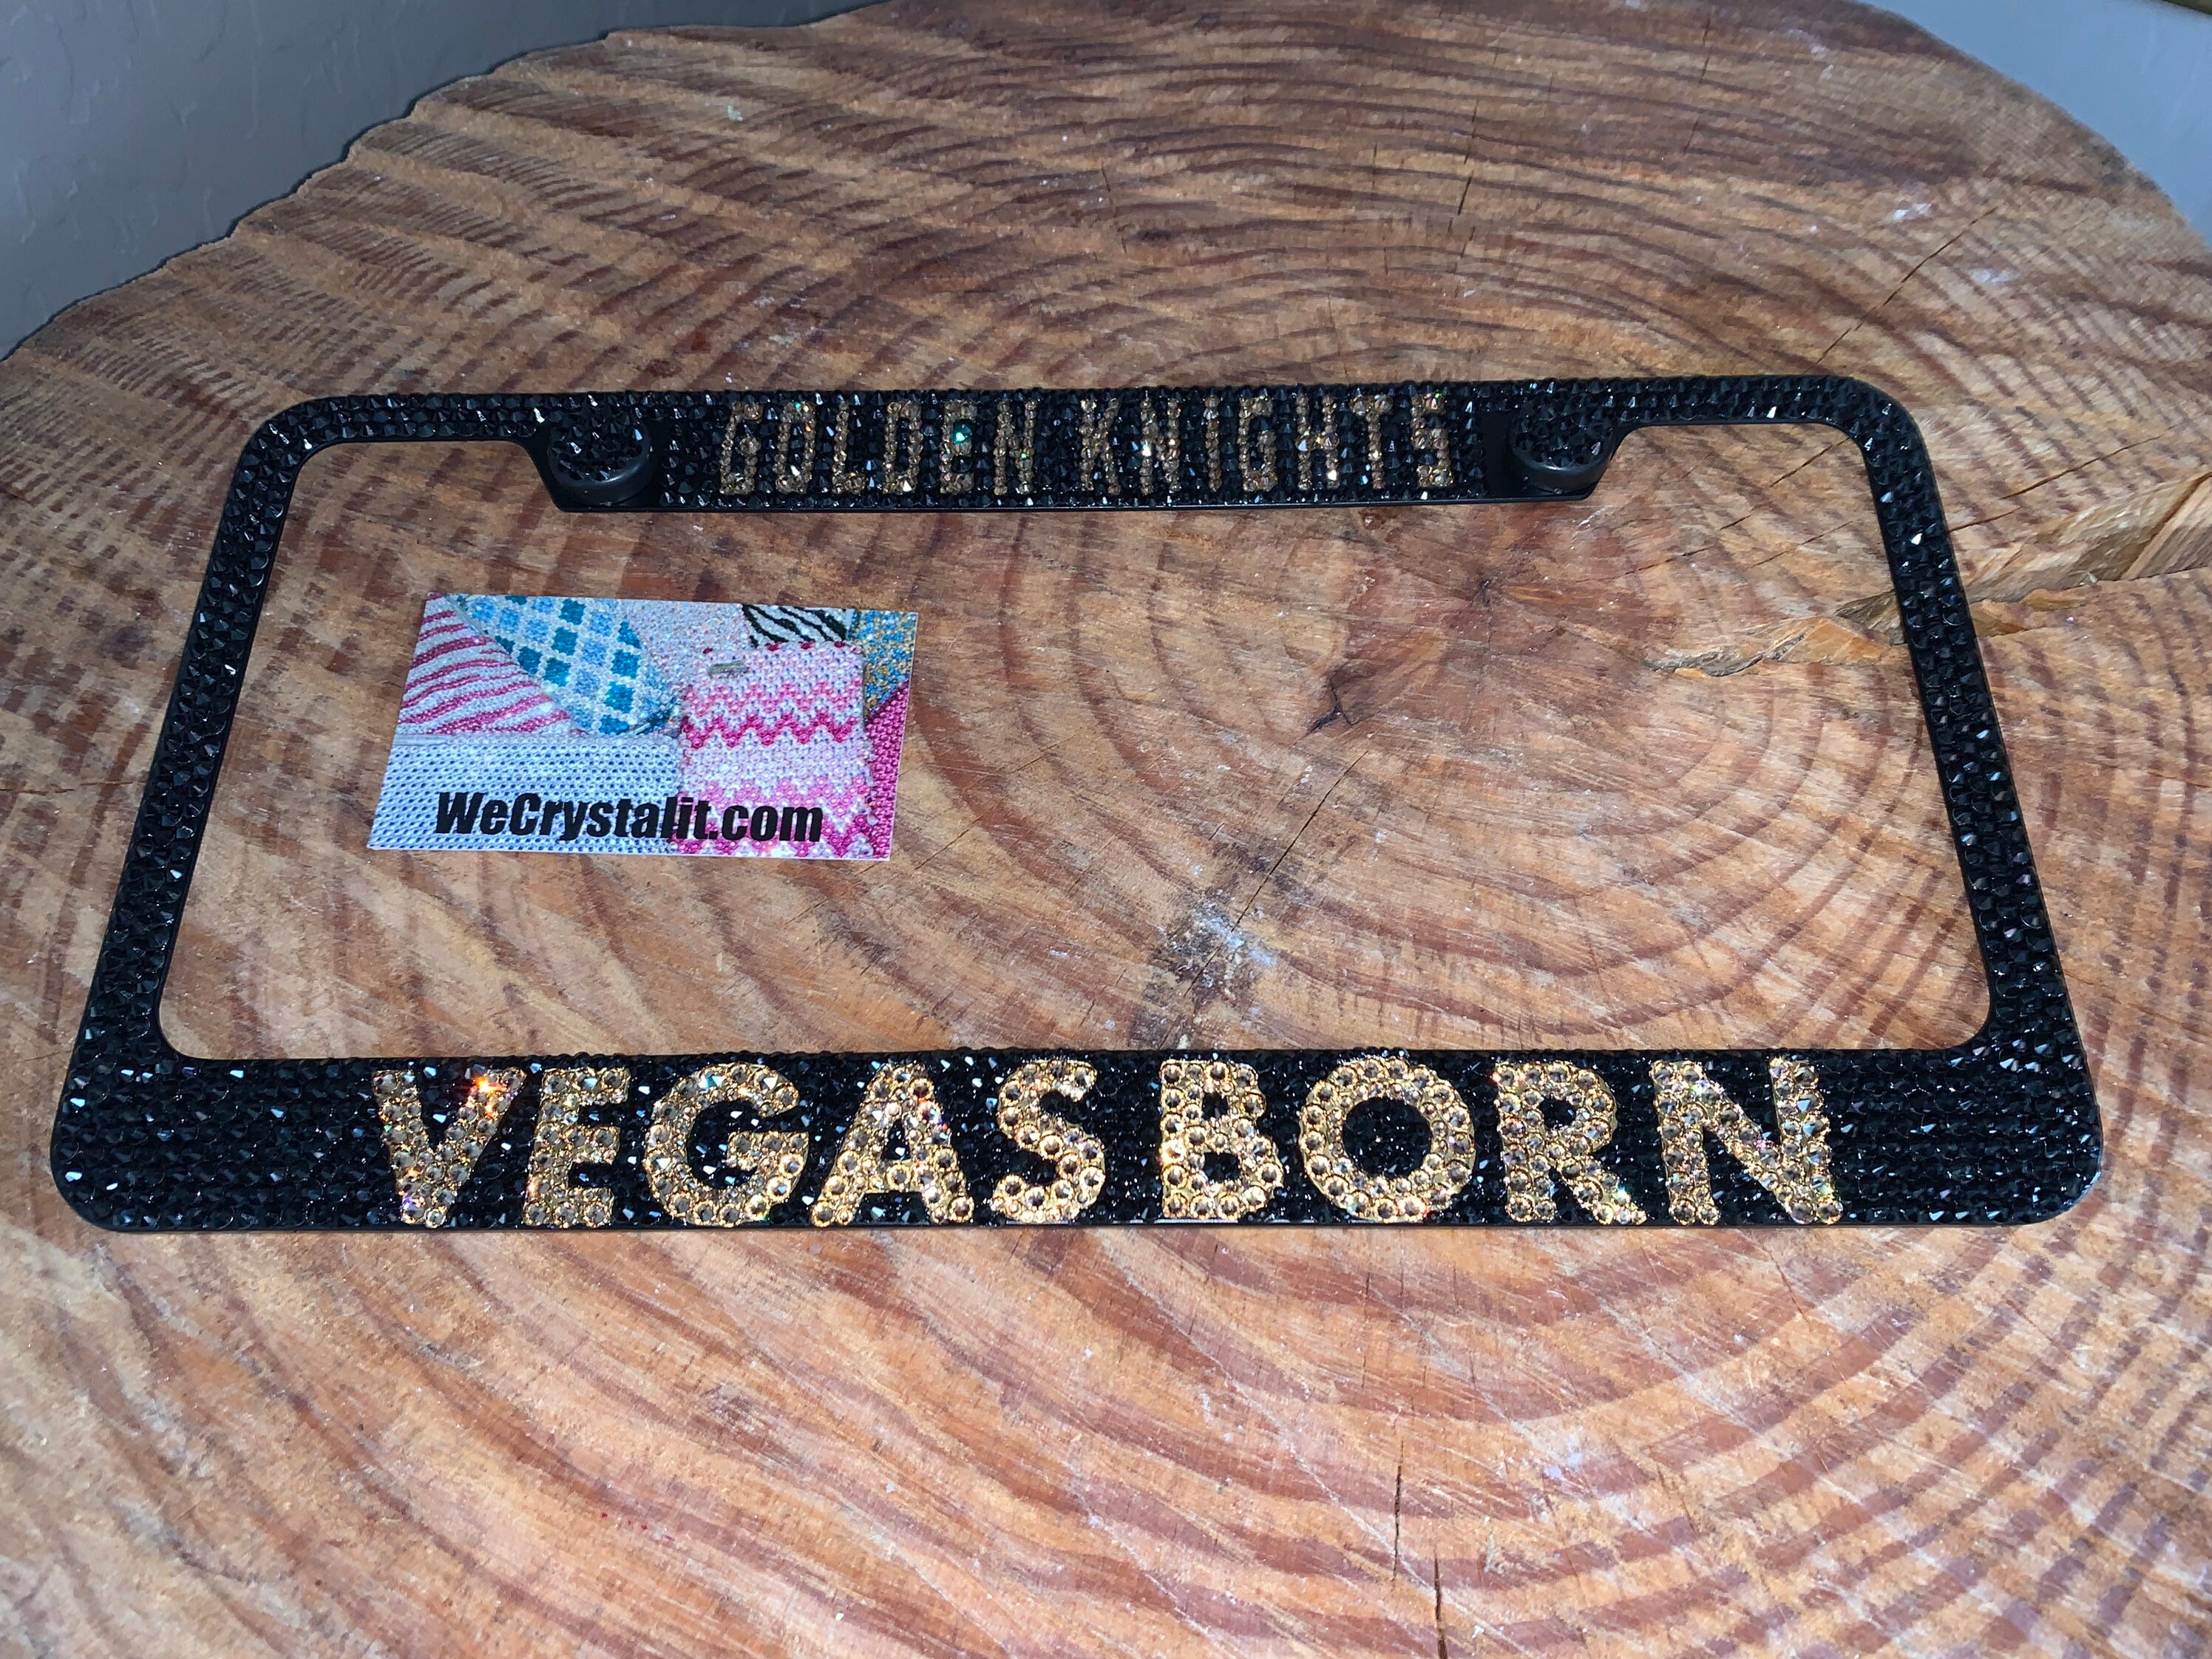 GOLDEN KNIGHTS
WeCrystalit.com
VEGAS BORN